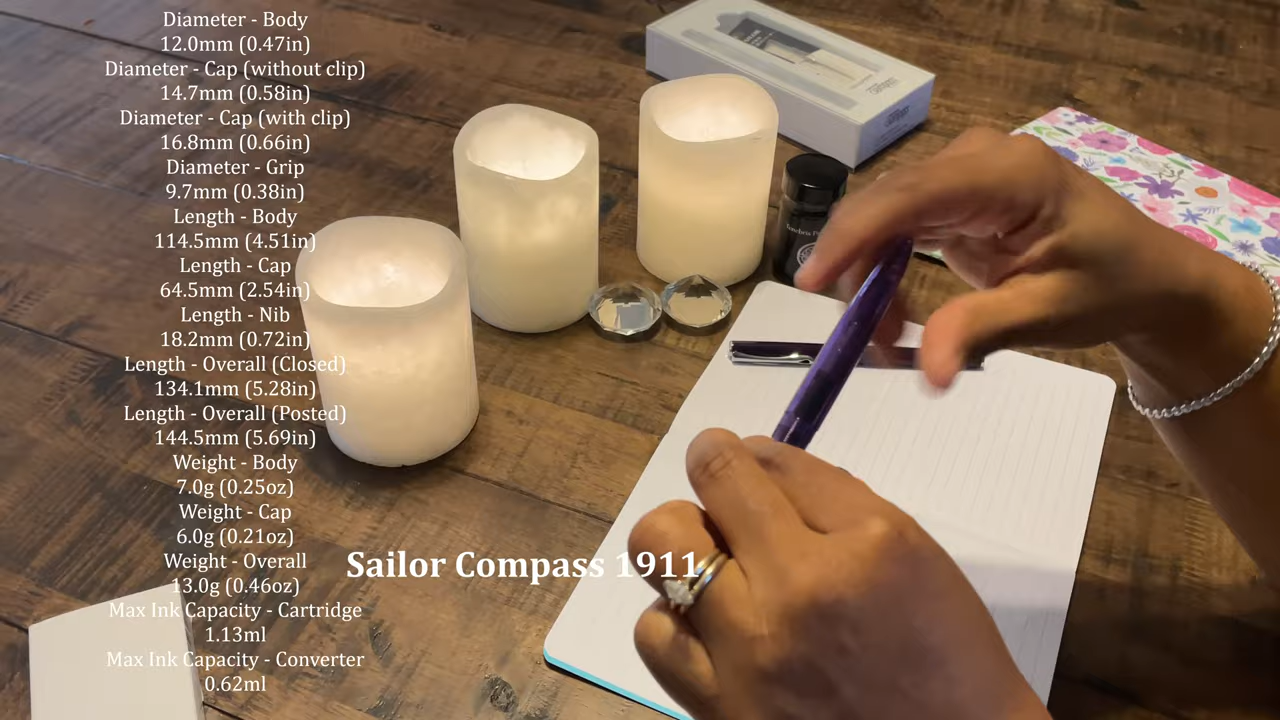 Diameter - Body
12.0mm (0.47in)
Diameter - Cap (without clip)
14.7mm (0.58in)
Diameter - Cap (with clip)
16.8mm (0.66in)
Diameter - Grip
9.7mm (0.38in)
Length - Body
114.5mm (4.51in)
Length - Cap
64.5mm (2.54in)
Length - Nib
18.2mm (0.72in)
Length - Overall (Closed)
134.1mm (5.28in)
Length - Overall (Posted)
144.5mm (5.69in)
Weight - Body
7.0g (0.25oz)
Weight - Cap
6.0g (0.21oz)
Weight - Overall
13.0g (0.46oz)
Max Ink Capacity - Cartridge
1.13ml
Max Ink Capacity - Converter
0.62ml
Sailor Compass 1911